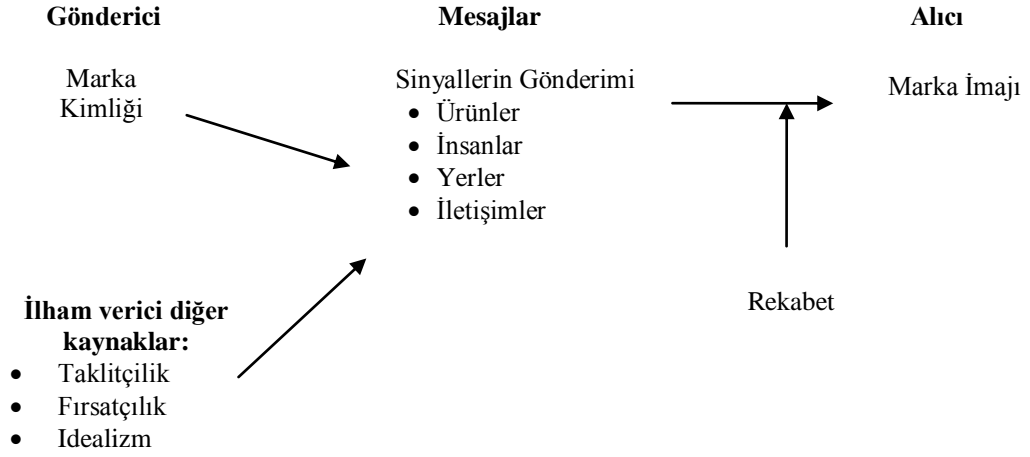 Gönderici
Mesajlar
Alıcı
Marka
Kimliği
Sinyallerin Gönderimi
• Ürünler
• İnsanlar
• Yerler
• İletişimler
Marka İmajı
Rekabet
İlham verici diğer
kaynaklar:
• Taklitçilik
• Fırsatçılık
• Idealizm